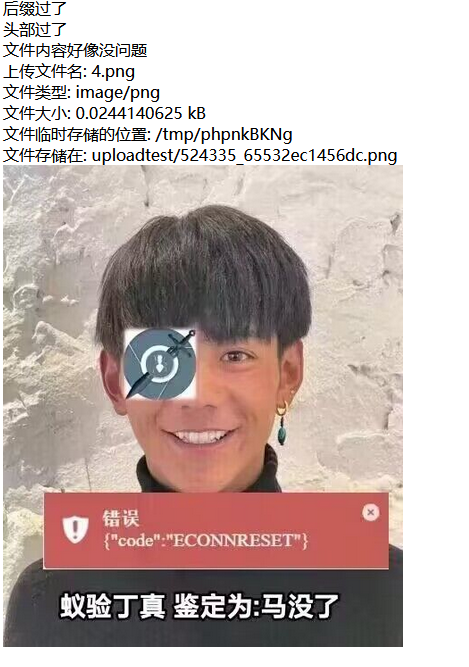 后缀过了
头部过了
文件内容好像没问题
上传文件名: 4.png
文件类型: image/png
文件大小: 0.0244140625 kB
文件临时存储的位置: /tmp/phpnkBKNg
文件存储在: uploadtest/524335_65532ec1456dc.png
错误
{"code":"ECONNRESET"}
蚁验丁真 鉴定为:马没了